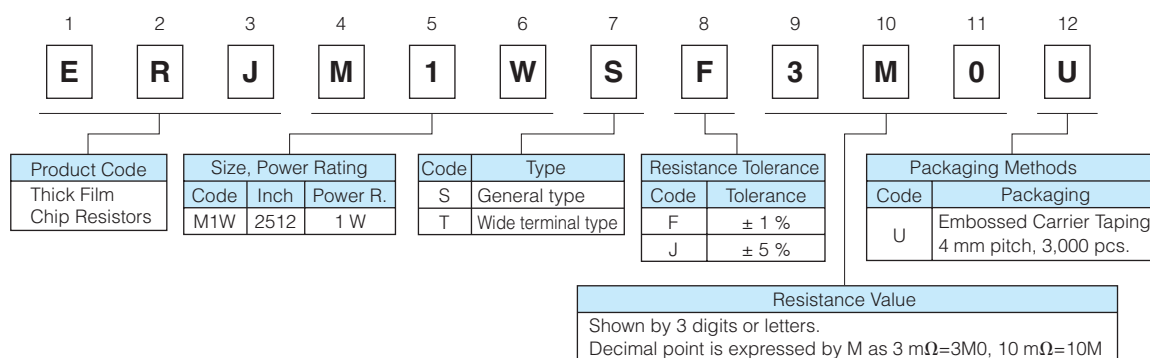 1 2 3 4 5 6 7 8 9 10 11 12
E R J M 1 W S F 3 M 0 U
Product Code
Thick Film
Chip Resistors
Size, Power Rating
Code Inch Power R.
M1W 2512 1 W
Code Type
S General type
T Wide terminal type
Resistance Tolerance
Code Tolerance
F ± 1 %
J ± 5 %
Packaging Methods
Code Packaging
U Embossed Carrier Taping
4 mm pitch, 3,000 pcs.
Resistance Value
Shown by 3 digits or letters.
Decimal point is expressed by M as 3 mΩ=3M0, 10 mΩ=10M